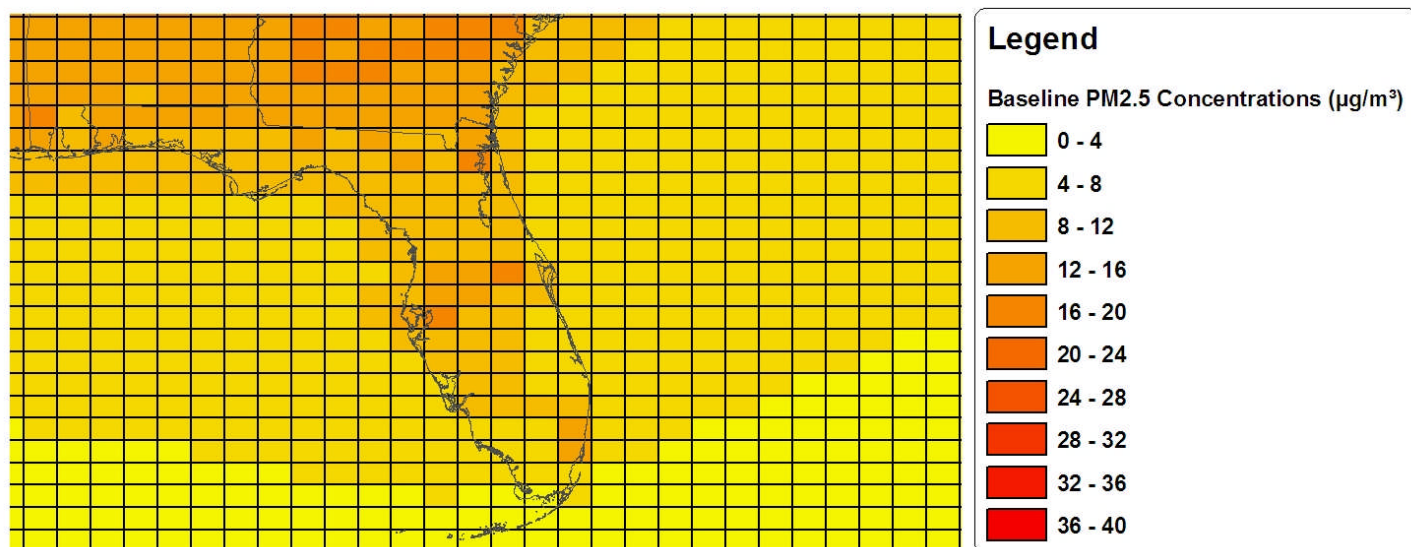 Legend
Baseline PM2.5 Concentrations (µg/m³)
0 - 4
4 - 8
8 - 12
12 - 16
16 - 20
20 - 24
24 - 28
28 - 32
32 - 36
36 - 40